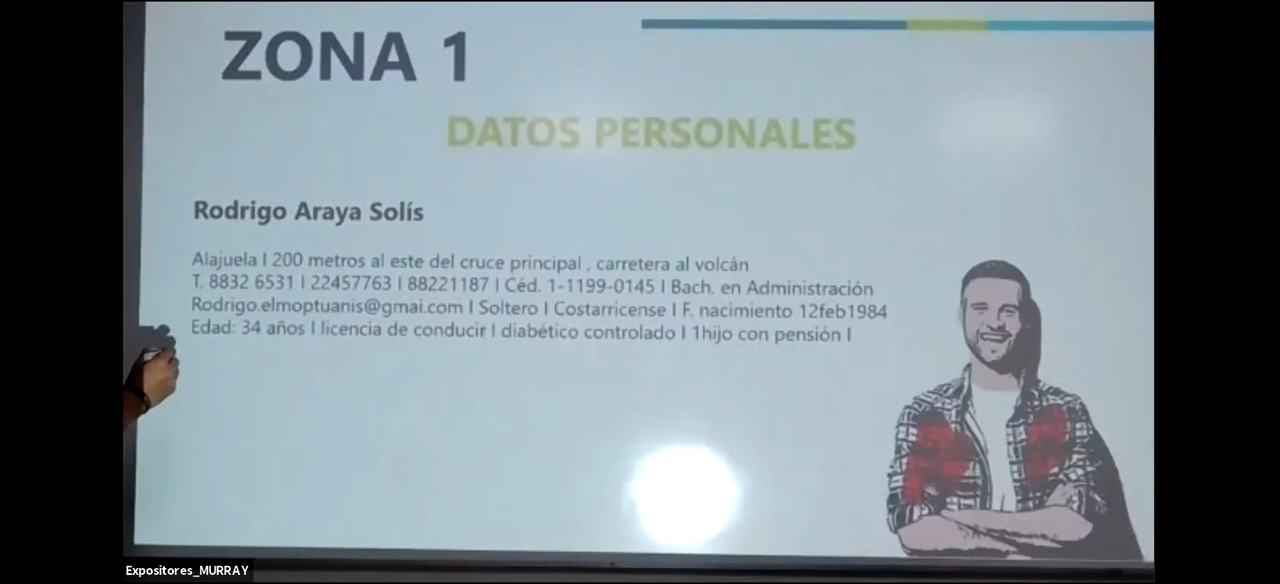 ZONA 1
DATOS PERSONALES
Rodrigo Araya Solís
Alajuela I 200 metros al este del cruce principal , carretera al volcán
T. 8832 6531 I 22457763 I 88221187 I Céd. 1-1199-0145 I Bach. en Administración
Rodrigo.elmoptuanis@gmai.com I Soltero I Costarricense I F. nacimiento 12feb1984
Edad: 34 años I licencia de conducir I diabético controlado I 1hijo con pensión I
Expositores_MURRAY